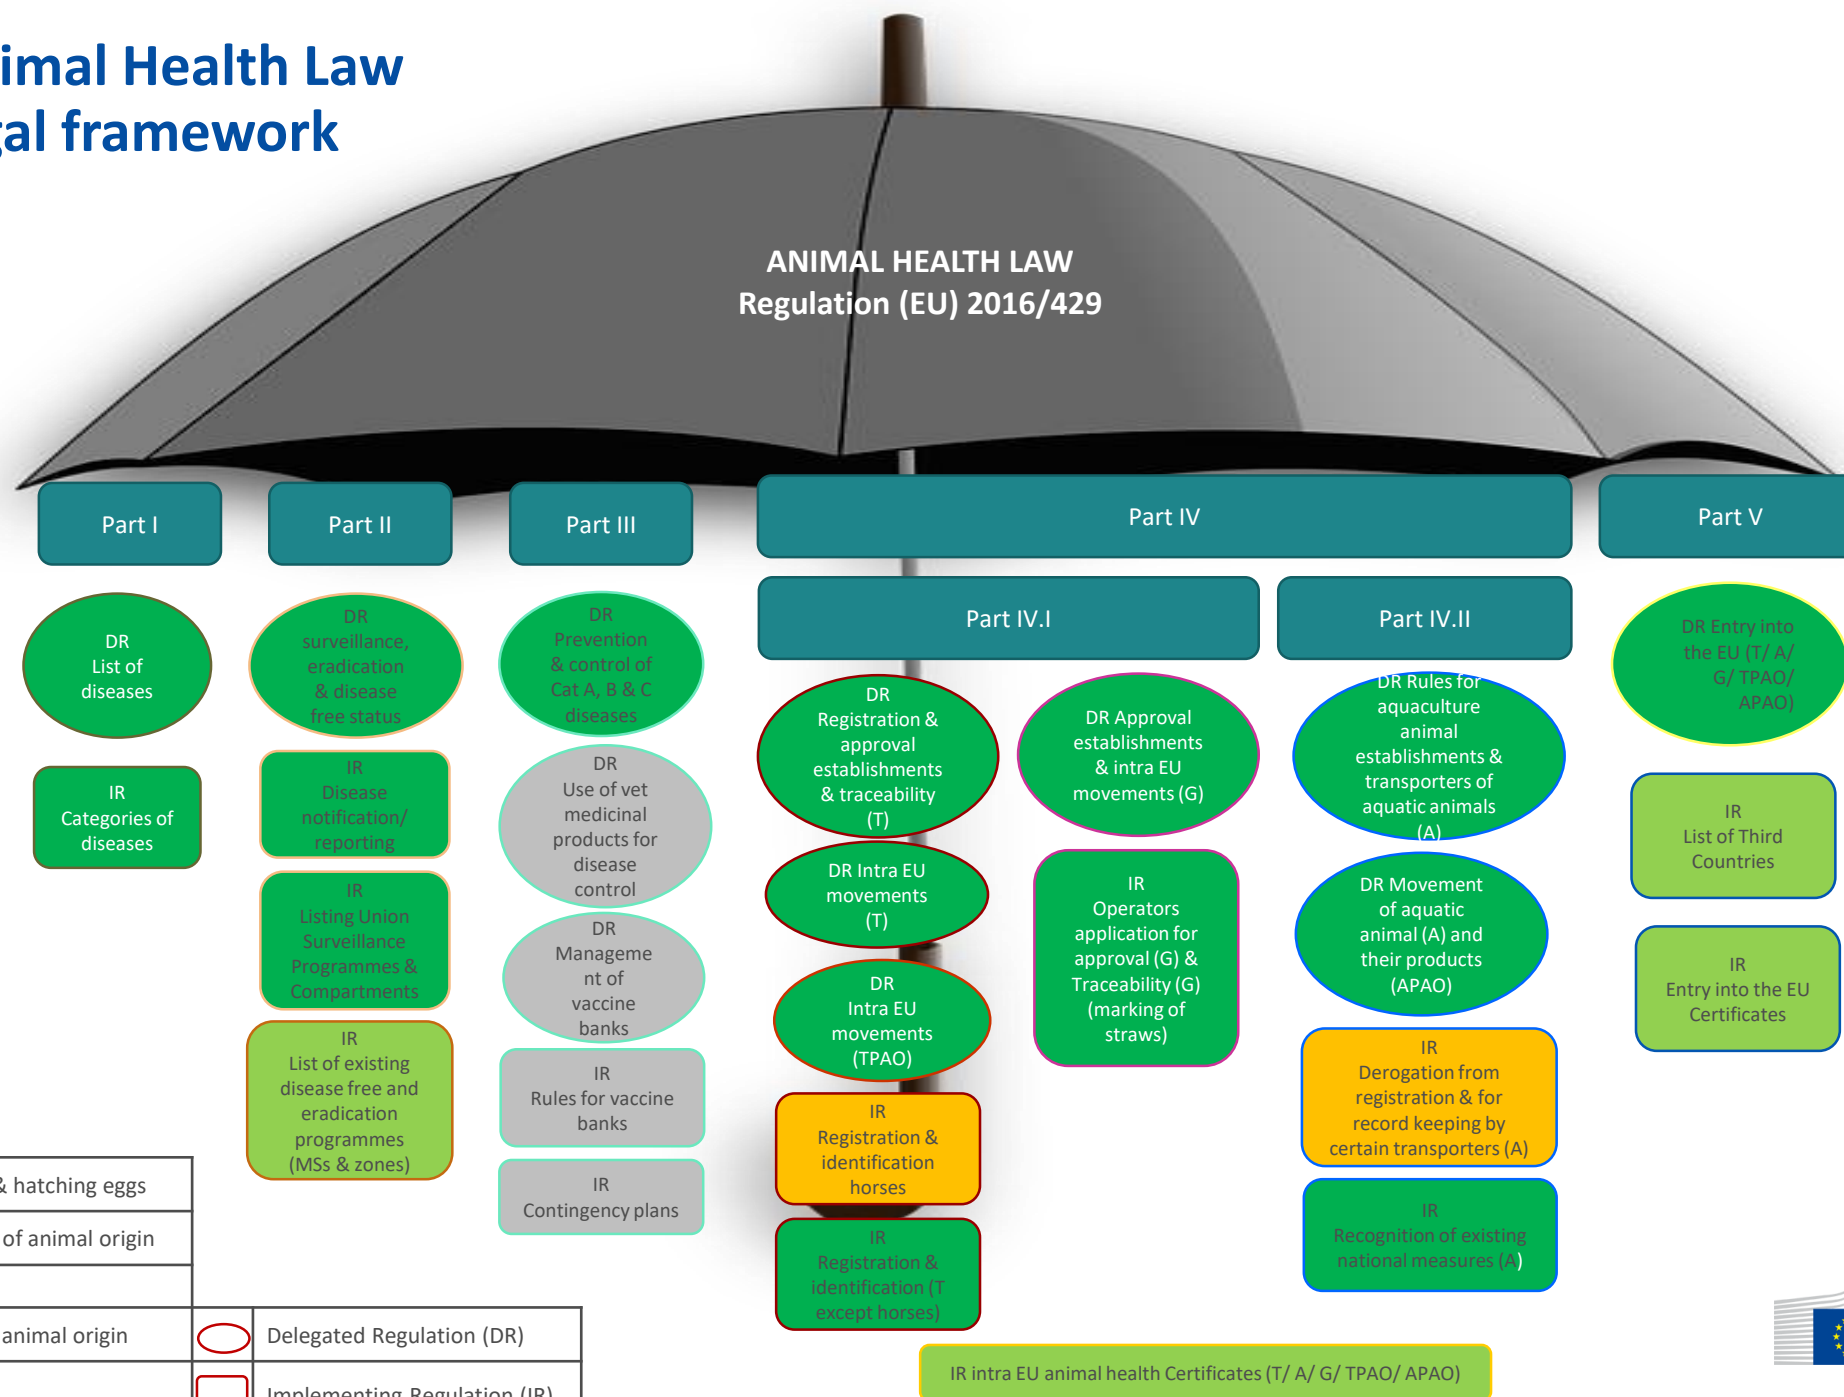 imal Health Law
gal framework
ANIMAL HEALTH LAW
Regulation (EU) 2016/429
Part I
Part II
Part III
Part IV
Part V
Part IV.I
Part IV.II
DR
List of
diseases
IR
Categories of
diseases
DR
surveillance,
eradication
& disease
free status
IR
Disease
notification/
reporting
IR
Listing Union
Surveillance
Programmes &
Compartments
IR
List of existing
disease free and
eradication
programmes
(MSs & zones)
DR
Prevention
& control of
Cat A, B & C
diseases
DR
Use of vet
medicinal
products for
disease
control
DR
Manageme
nt of
vaccine
banks
IR
Rules for vaccine
banks
IR
Contingency plans
DR
Registration &
approval
establishments
& traceability
(T)
DR Intra EU
movements
(T)
DR
Intra EU
movements
(TPAO)
IR
Registration &
identification
horses
IR
Registration &
identification (T
except horses)
DR Approval
establishments
& intra EU
movements (G)
IR
Operators
application for
approval (G) &
Traceability (G)
(marking of
straws)
DR Rules for
aquaculture
animal
establishments &
transporters of
aquatic animals
(A)
DR Movement
of aquatic
animal (A) and
their products
(APAO)
IR
Derogation from
registration & for
record keeping by
certain transporters (A)
IR
Recognition of existing
national measures (A)
DR Entry into
the EU (T/ A/
G/ TPAO/
APAO)
IR
List of Third
Countries
IR
Entry into the EU
Certificates
IR intra EU animal health Certificates (T/ A/ G/ TPAO/ APAO)
& hatching eggs
of animal origin
animal origin
Delegated Regulation (DR)
Implementing Regulation (IR)